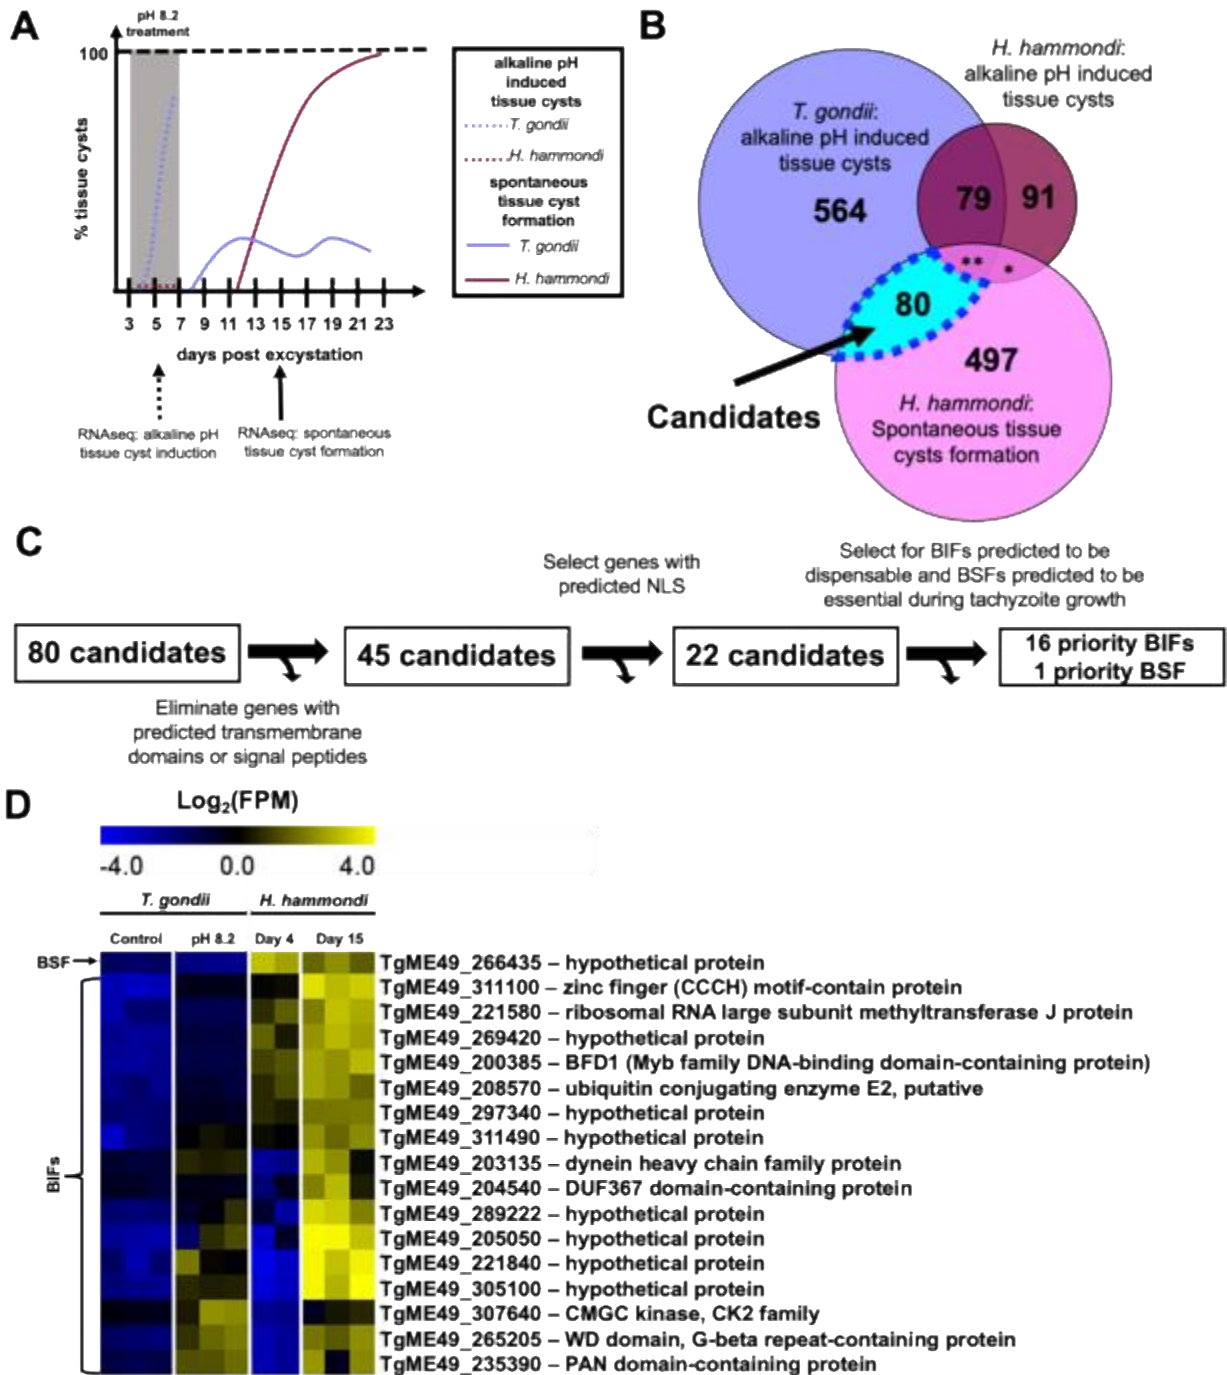 A
pH 8.2
treatment
100
% tissue cysts
3 5 7 9 11 13 15 17 19 21 23
days post excystation
RNAseq: alkaline pH
tissue cyst induction
RNAseq: spontaneous
tissue cyst formation
alkaline pH
induced
tissue cysts
T. gondii
H. hammondi
spontaneous
tissue cyst
formation
T. gondii
H. hammondi
B
H. hammondi:
alkaline pH induced
tissue cysts
T. gondii:
alkaline pH induced
tissue cysts
564
79
91
**
*
80
497
Candidates
H. hammondi:
Spontaneous tissue
cysts formation
C
Select genes with
predicted NLS
Select for BIFs predicted to be
dispensable and BSFs predicted to be
essential during tachyzoite growth
80 candidates
45 candidates
22 candidates
16 priority BIFs
1 priority BSF
Eliminate genes with
predicted transmembrane
domains or signal peptides
D
Log2(FPM)
-4.0 0.0 4.0
T. gondii H. hammondi
Control pH 8.2 Day 4 Day 15
BSF
BIFs
TgME49_266435 – hypothetical protein
TgME49_311100 – zinc finger (CCCH) motif-contain protein
TgME49_221580 – ribosomal RNA large subunit methyltransferase J protein
TgME49_269420 – hypothetical protein
TgME49_200385 – BFD1 (Myb family DNA-binding domain-containing protein)
TgME49_208570 – ubiquitin conjugating enzyme E2, putative
TgME49_297340 – hypothetical protein
TgME49_311490 – hypothetical protein
TgME49_203135 – dynein heavy chain family protein
TgME49_204540 – DUF367 domain-containing protein
TgME49_289222 – hypothetical protein
TgME49_205050 – hypothetical protein
TgME49_221840 – hypothetical protein
TgME49_305100 – hypothetical protein
TgME49_307640 – CMGC kinase, CK2 family
TgME49_265205 – WD domain, G-beta repeat-containing protein
TgME49_235390 – PAN domain-containing protein